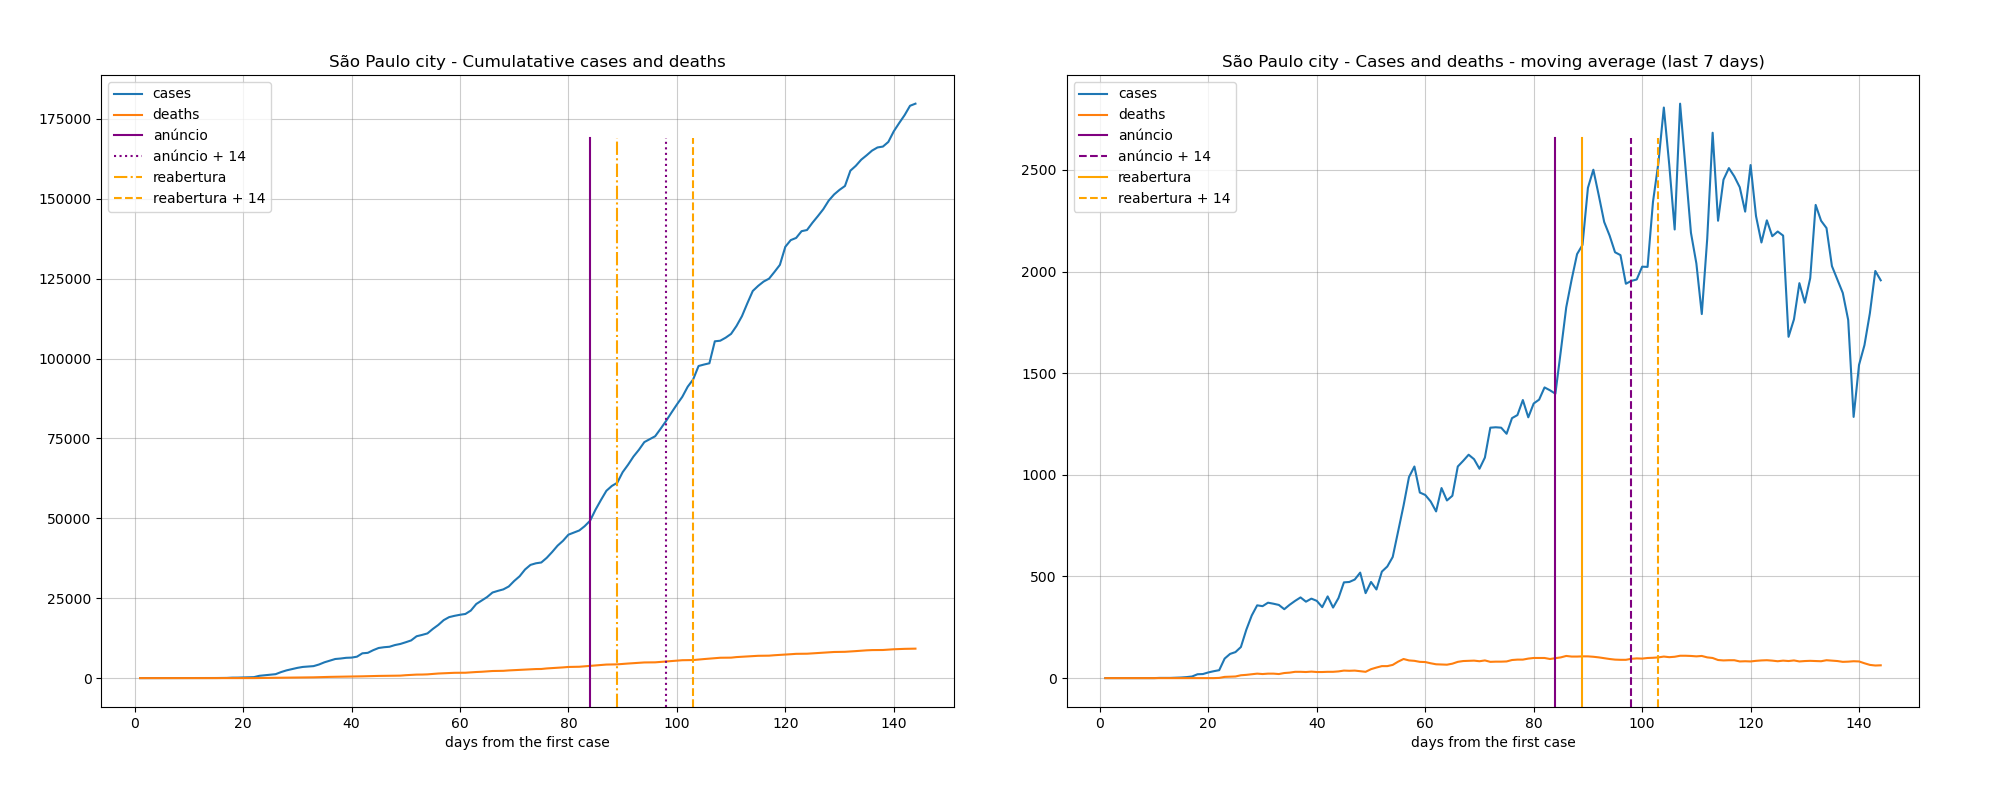 São Paulo city - Cumulatative cases and deaths
cases
deaths
anúncio
anúncio + 14
reabertura
reabertura + 14
175000
150000
125000
100000
75000
50000
25000
0
0 20 40 60 80 100 120 140
days from the first case
São Paulo city - Cases and deaths - moving average (last 7 days)
cases
deaths
anúncio
anúncio + 14
reabertura
reabertura + 14
2500
2000
1500
1000
500
0
0 20 40 60 80 100 120 140
days from the first case